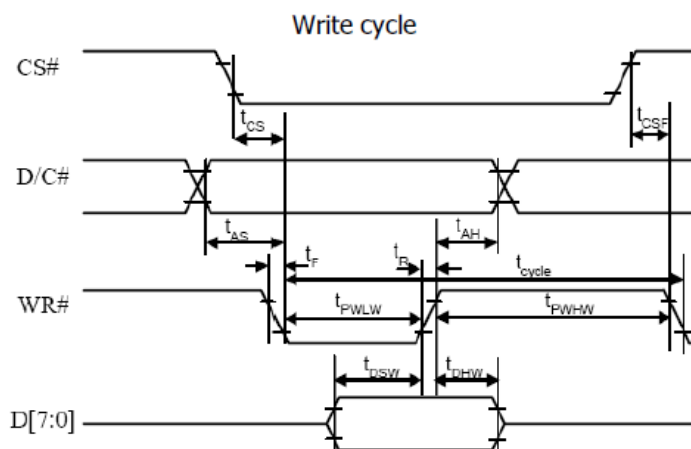 Write cycle
CS#
tCS
tCSF
D/C#
tAS
tAH
tF
tR
tcycle
WR#
tPWLW
tPWHW
tDSW
tDHW
D[7:0]